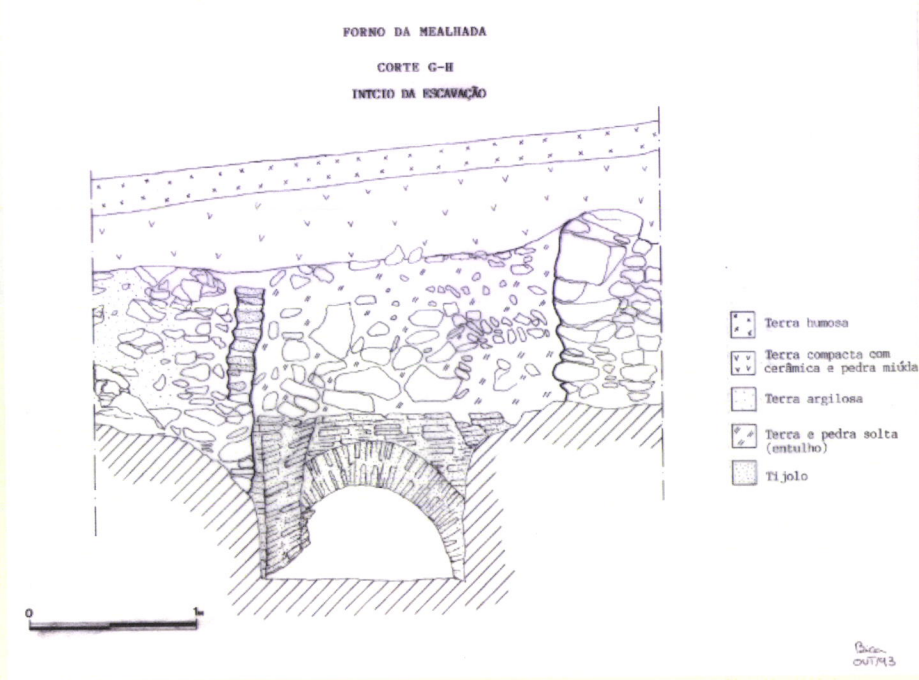 FORNO DA MEALHADA
CORTE G-H
INTCIO DA ESCAVAÇÃO
Terra humosa
Terra compacta com
cerâmica e pedra miúda
Terra argilosa
Terra e pedra solta
(entulho)
Tijolo
0 1m
OUT/93